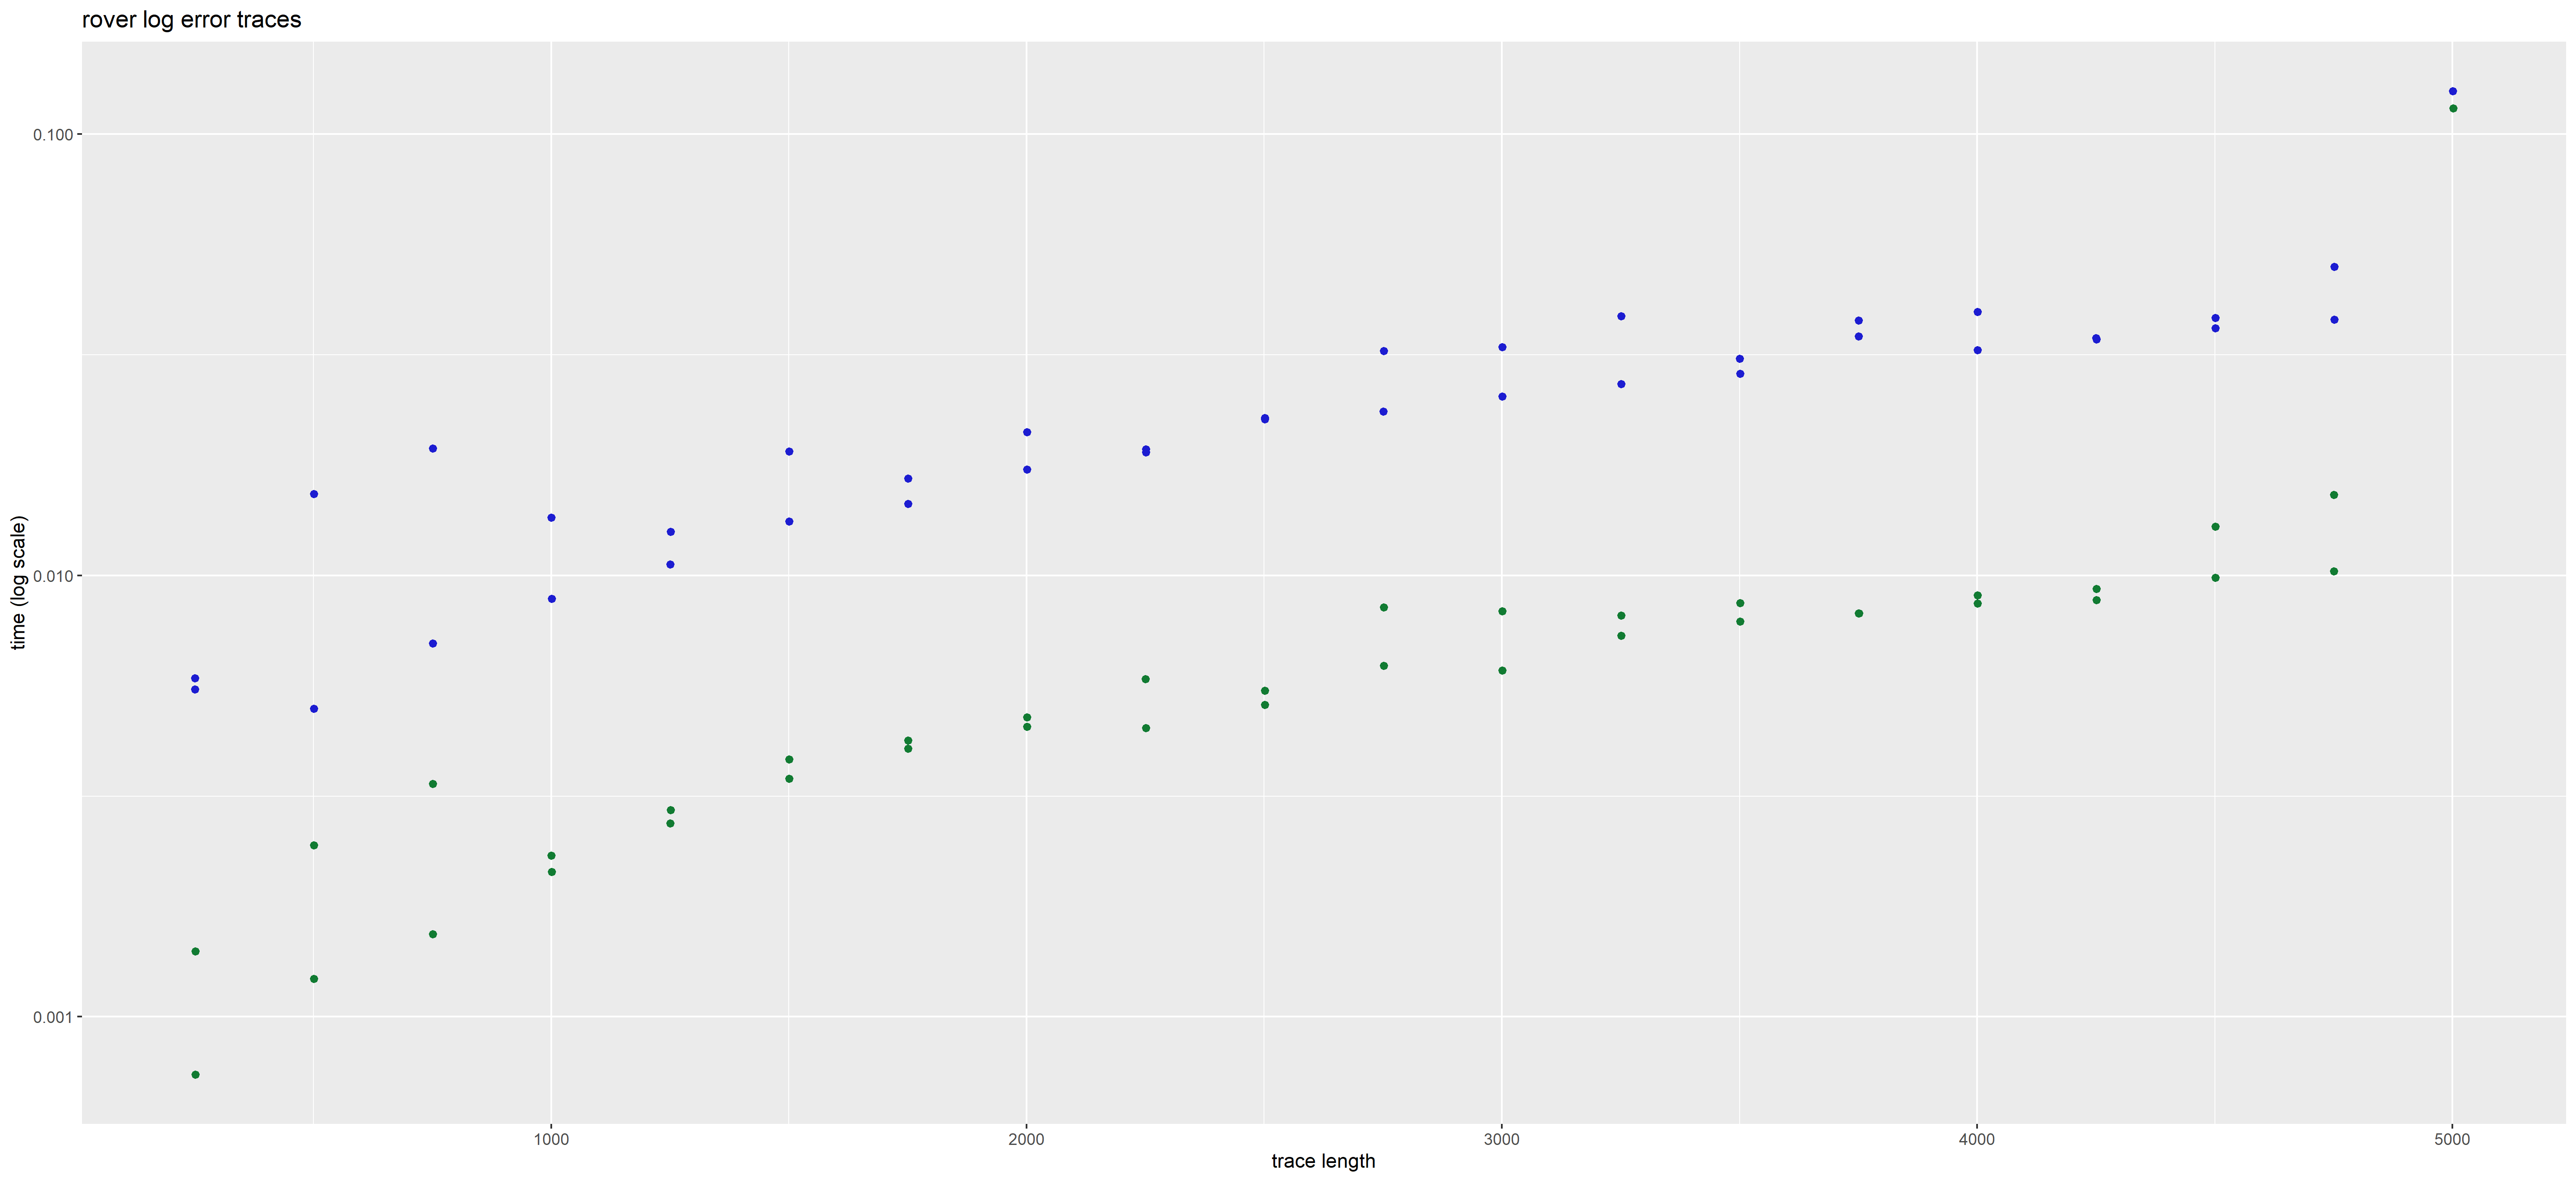 rover log error traces
time (log scale)
0.100
0.010
0.001
1000 2000 3000 4000 5000
trace length